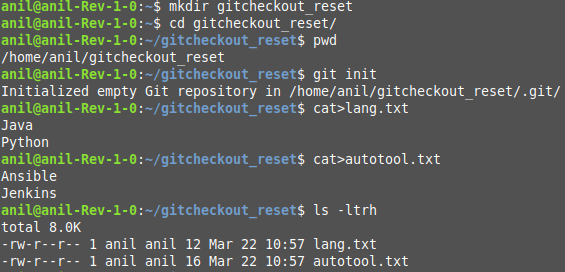 anil@anil-Rev-1-0:~$ mkdir gitcheckout_reset
anil@anil-Rev-1-0:~$ cd gitcheckout_reset/
anil@anil-Rev-1-0:~/gitcheckout_reset$ pwd
/home/anil/gitcheckout_reset
anil@anil-Rev-1-0:~/gitcheckout_reset$ git init
Initialized empty Git repository in /home/anil/gitcheckout_reset/.git/
anil@anil-Rev-1-0:~/gitcheckout_reset$ cat>lang.txt
Java
Python
anil@anil-Rev-1-0:~/gitcheckout_reset$ cat>autotool.txt
Ansible
Jenkins
anil@anil-Rev-1-0:~/gitcheckout_reset$ ls -ltrh
total 8.0K
-rw-r--r-- 1 anil anil 12 Mar 22 10:57 lang.txt
-rw-r--r-- 1 anil anil 16 Mar 22 10:57 autotool.txt